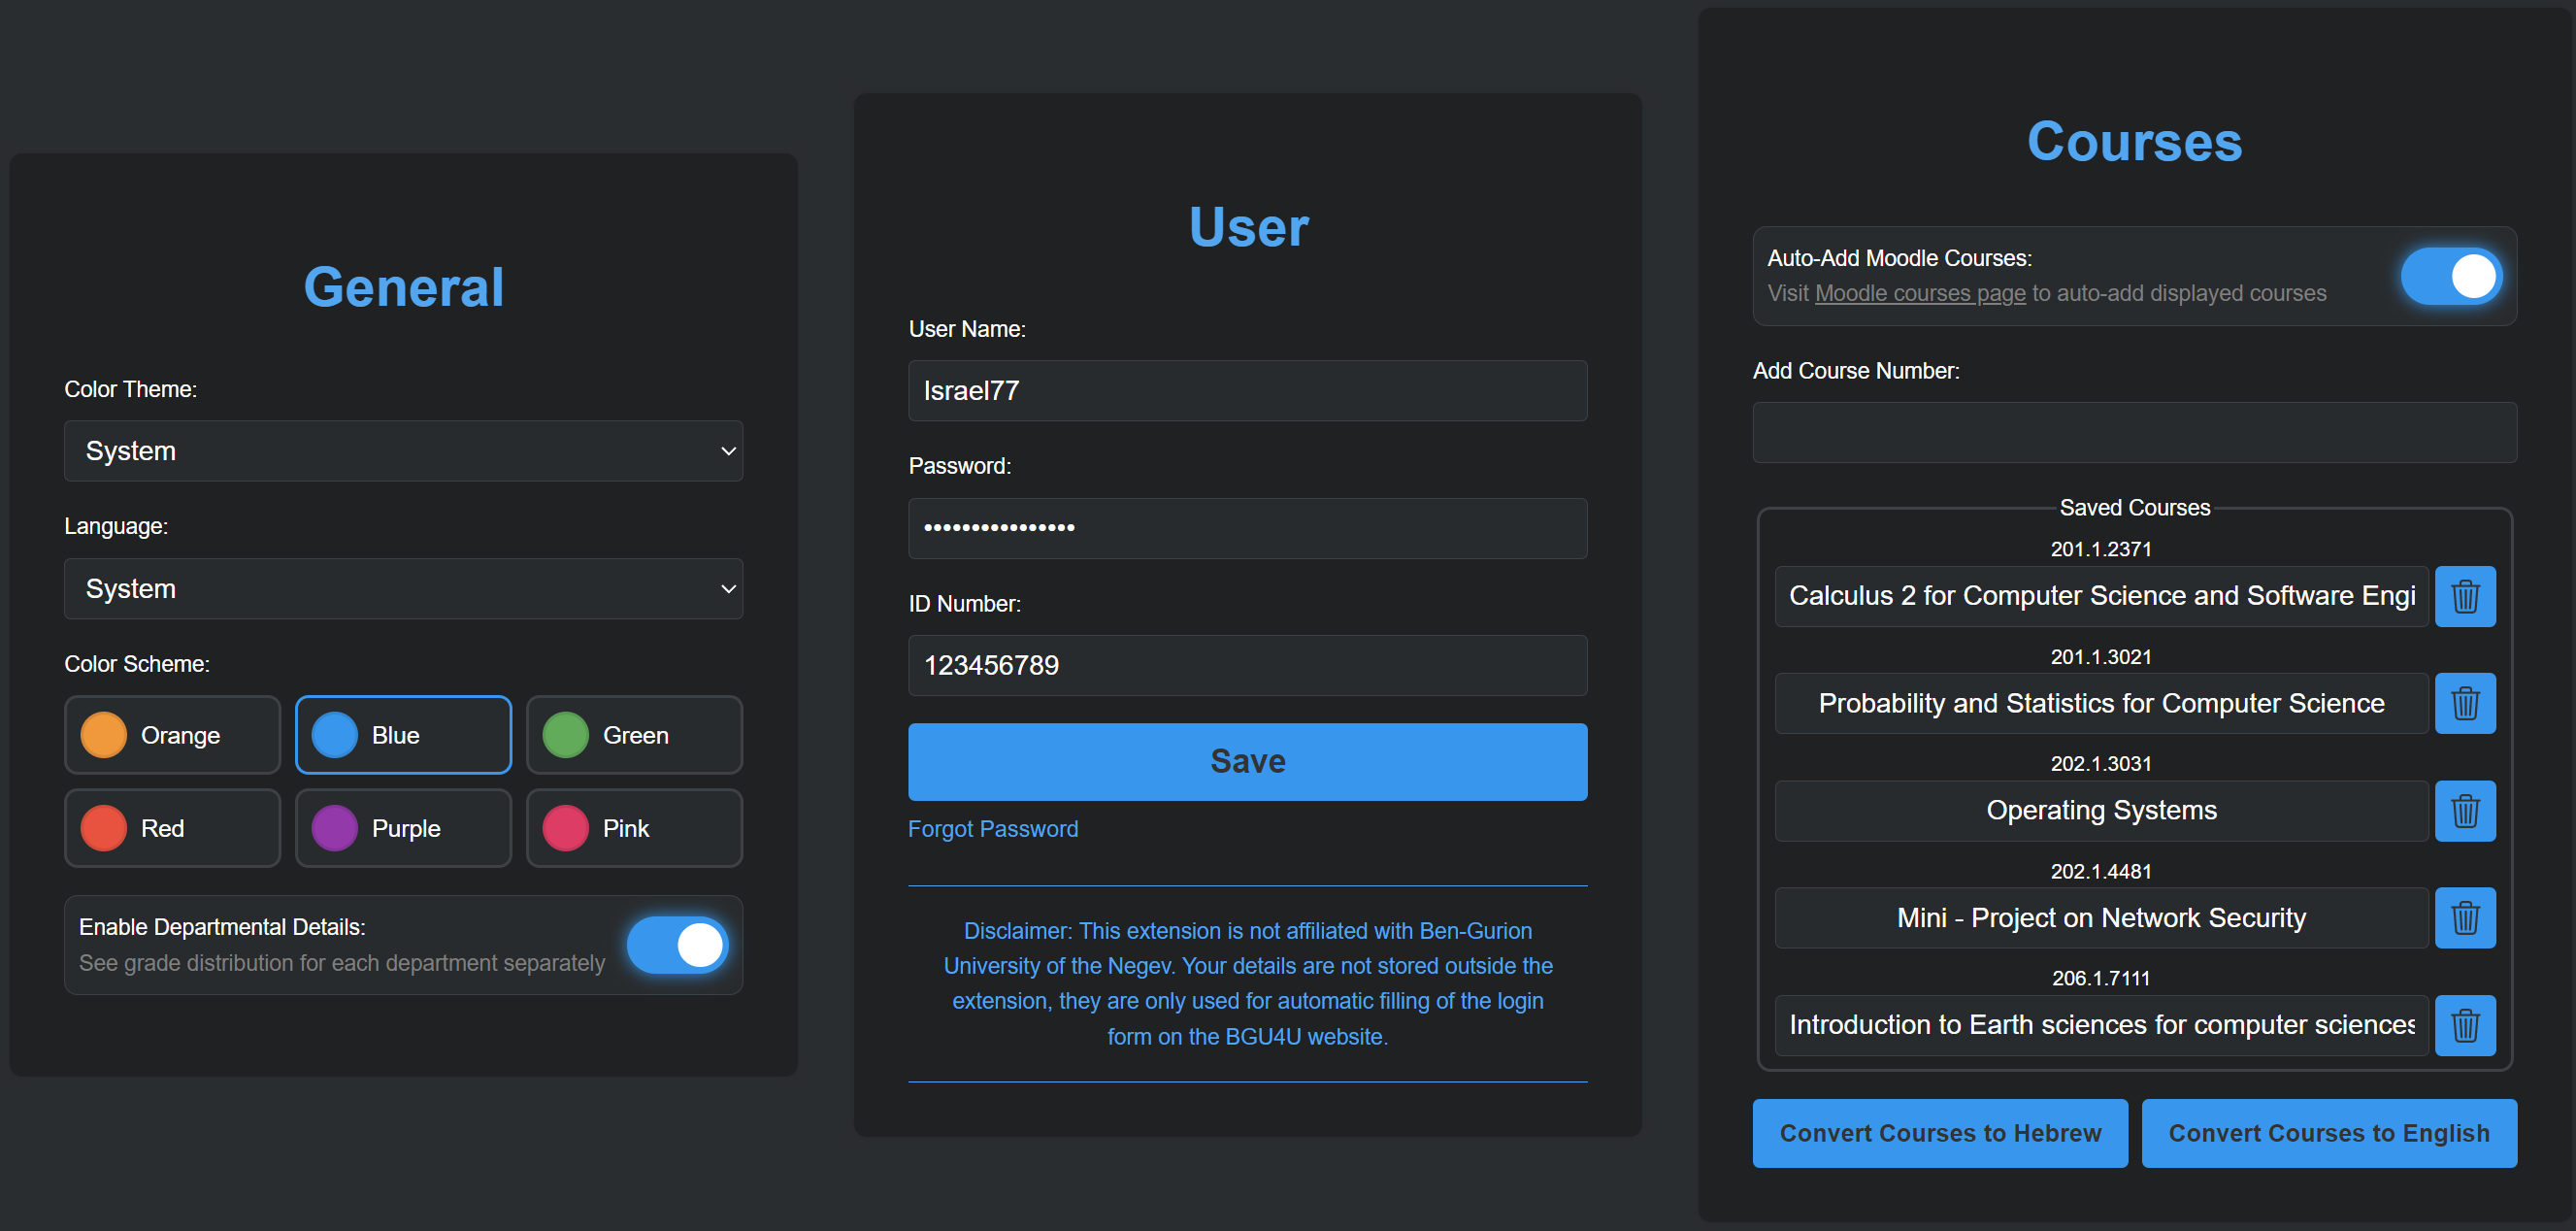 General
Color Theme:
System
Language:
System
Color Scheme:
Orange
Blue
Green
Red
Purple
Pink
Enable Departmental Details:
See grade distribution for each department separately
User
User Name:
Israel77
Password:
••••••••••••••••
ID Number:
123456789
Save
Forgot Password
Disclaimer: This extension is not affiliated with Ben-Gurion
University of the Negev. Your details are not stored outside the
extension, they are only used for automatic filling of the login
form on the BGU4U website.
Courses
Auto-Add Moodle Courses:
Visit Moodle courses page to auto-add displayed courses
Add Course Number:
Saved Courses
201.1.2371
Calculus 2 for Computer Science and Software Engi
201.1.3021
Probability and Statistics for Computer Science
202.1.3031
Operating Systems
202.1.4481
Mini - Project on Network Security
206.1.7111
Introduction to Earth sciences for computer sciences
Convert Courses to Hebrew
Convert Courses to English